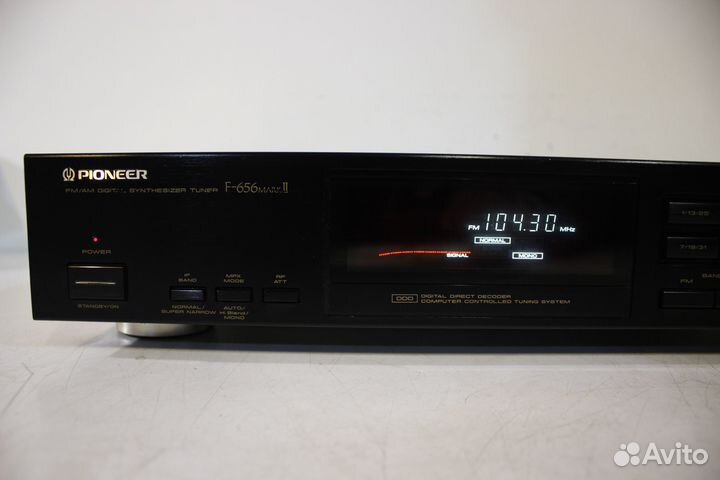 PIONEER
FM/AM DIGITAL SYNTHESIZER TUNER
F-656 MARK II
POWER
STANDBY/ON
IF BAND
NORMAL/
SUPER NARROW
MPX
MODE
AUTO/
H.Blend/
MONO
RF
ATT
FM 104.30 MHz
NORMAL
SIGNAL
MONO
DDD
DIGITAL DIRECT DECODER
COMPUTER CONTROLLED TUNING SYSTEM
1/13/25
7/19/31
BAN
FM
Avito